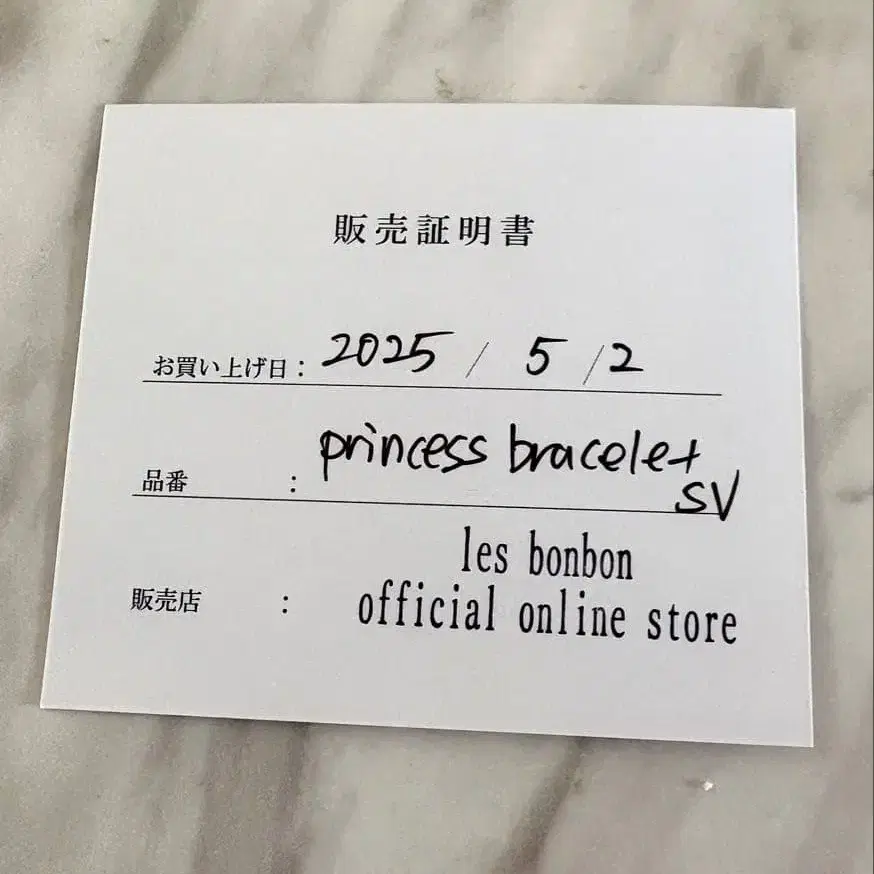 販売証明書
お買い上げ日： 2025 / 5 / 2
品番 ： princess bracelet
SV
les bonbon
販売店 ： official online store